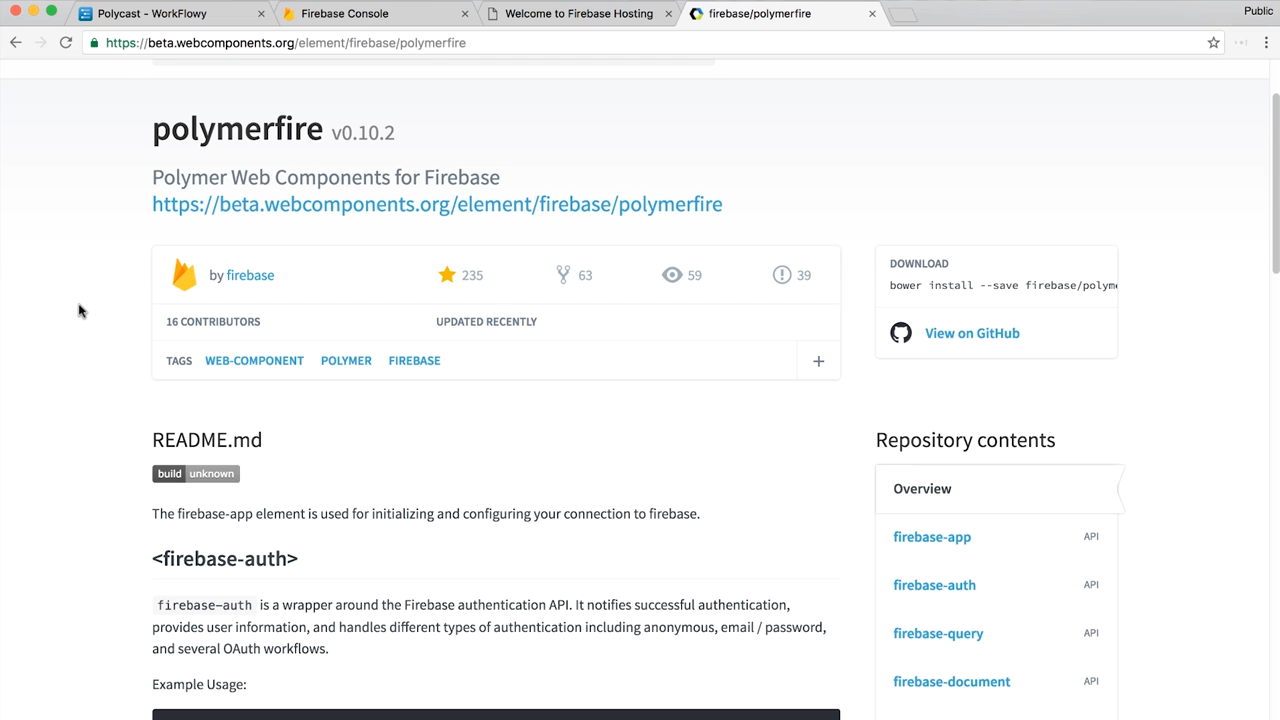 Polycast - WorkFlowy
Firebase Console
Welcome to Firebase Hosting
firebase/polymerfire
Public
https://beta.webcomponents.org/element/firebase/polymerfire
polymerfire v0.10.2
Polymer Web Components for Firebase
https://beta.webcomponents.org/element/firebase/polymerfire
by firebase
235
63
59
39
16 CONTRIBUTORS
UPDATED RECENTLY
TAGS WEB-COMPONENT POLYMER FIREBASE
+
DOWNLOAD
bower install --save firebase/polyme
View on GitHub
README.md
build unknown
The firebase-app element is used for initializing and configuring your connection to firebase.
<firebase-auth>
firebase-auth is a wrapper around the Firebase authentication API. It notifies successful authentication,
provides user information, and handles different types of authentication including anonymous, email / password,
and several OAuth workflows.
Example Usage:
Repository contents
Overview
firebase-app API
firebase-auth API
firebase-query API
firebase-document API